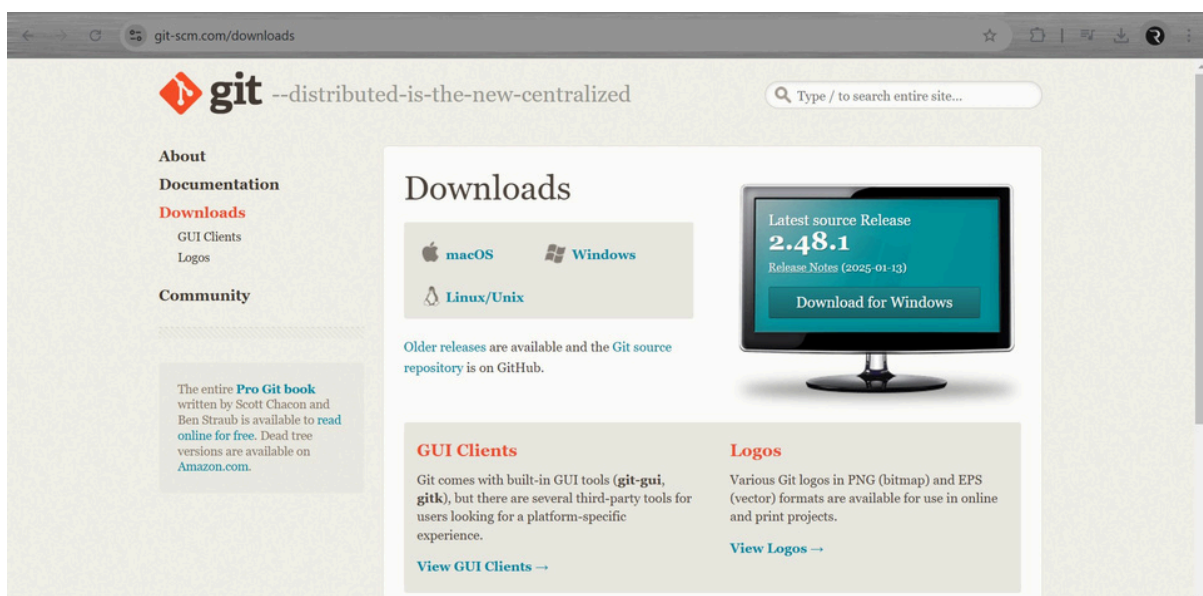 git-scm.com/downloads
git --distributed-is-the-new-centralized
Type / to search entire site...
About
Documentation
Downloads
GUI Clients
Logos
Community
The entire Pro Git book
written by Scott Chacon and
Ben Straub is available to read
online for free. Dead tree
versions are available on
Amazon.com.
Downloads
macOS
Windows
Linux/Unix
Older releases are available and the Git source
repository is on GitHub.
Latest source Release
2.48.1
Release Notes (2025-01-13)
Download for Windows
GUI Clients
Git comes with built-in GUI tools (git-gui,
gitk), but there are several third-party tools for
users looking for a platform-specific
experience.
View GUI Clients →
Logos
Various Git logos in PNG (bitmap) and EPS
(vector) formats are available for use in online
and print projects.
View Logos →